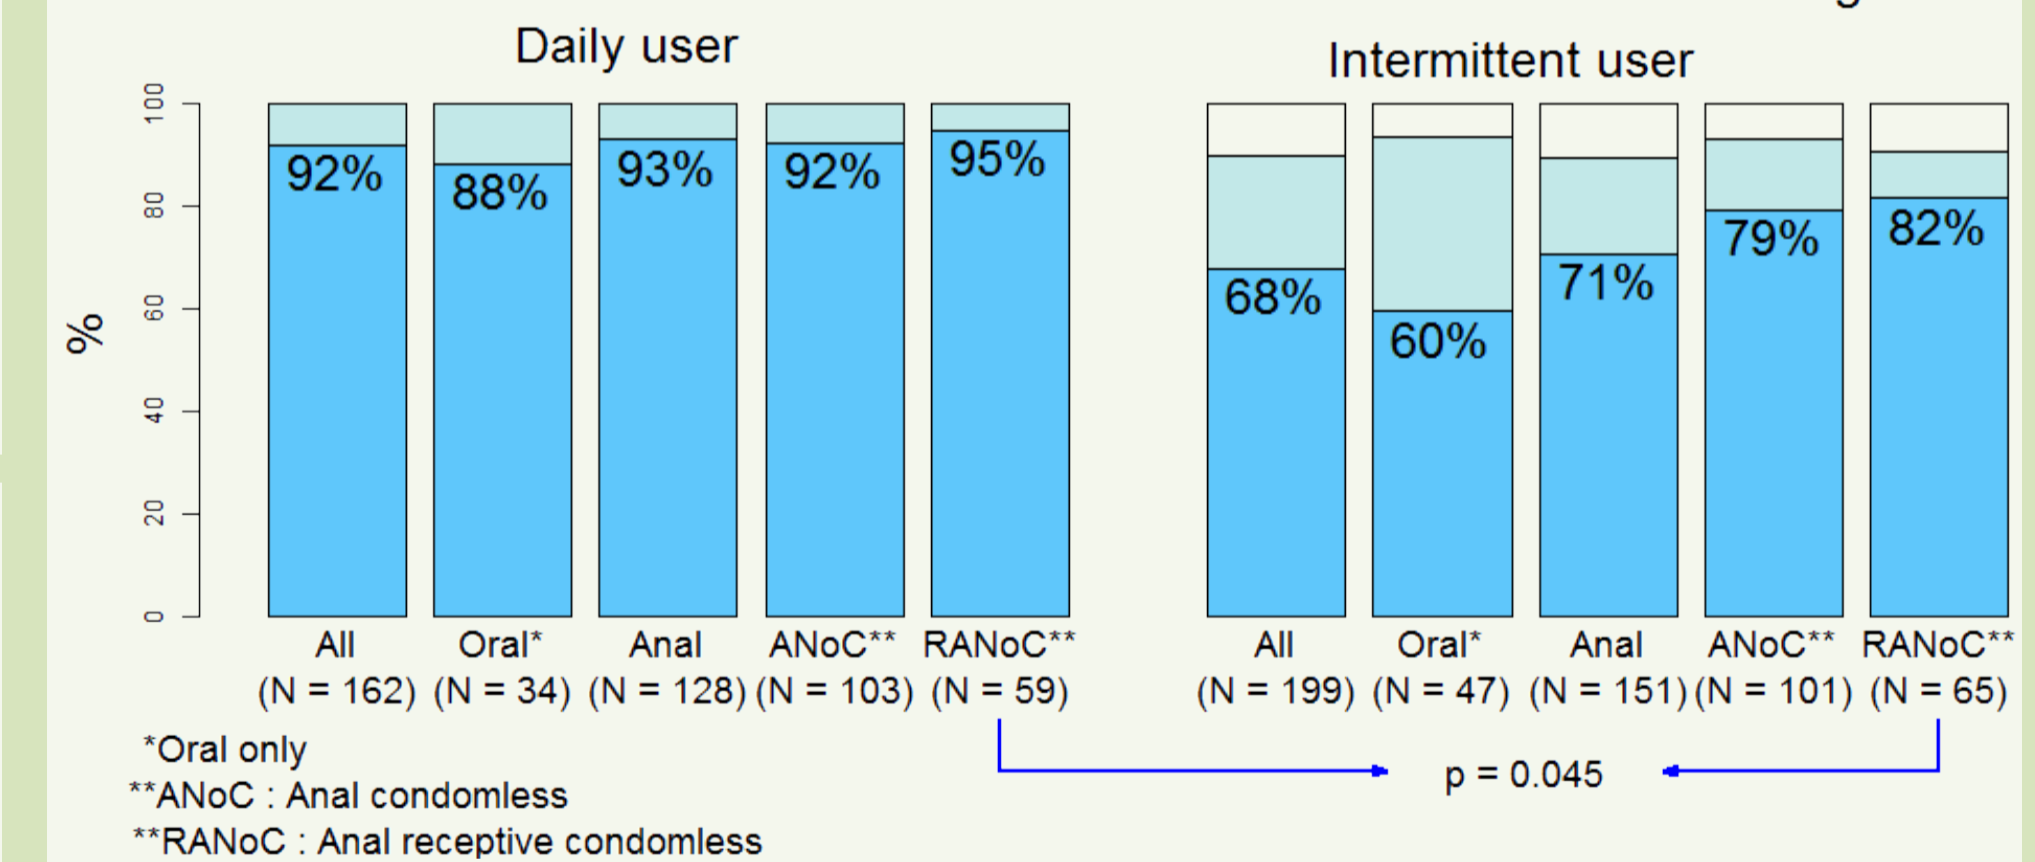 Daily user
Intermittent user
%
100
80
60
40
20
0
92%
88%
93%
92%
95%
68%
60%
71%
79%
82%
All Oral* Anal ANoC** RANoC**
(N = 162) (N = 34) (N = 128) (N = 103) (N = 59)
All Oral* Anal ANoC** RANoC**
(N = 199) (N = 47) (N = 151) (N = 101) (N = 65)
p = 0.045
*Oral only
**ANoC : Anal condomless
**RANoC : Anal receptive condomless